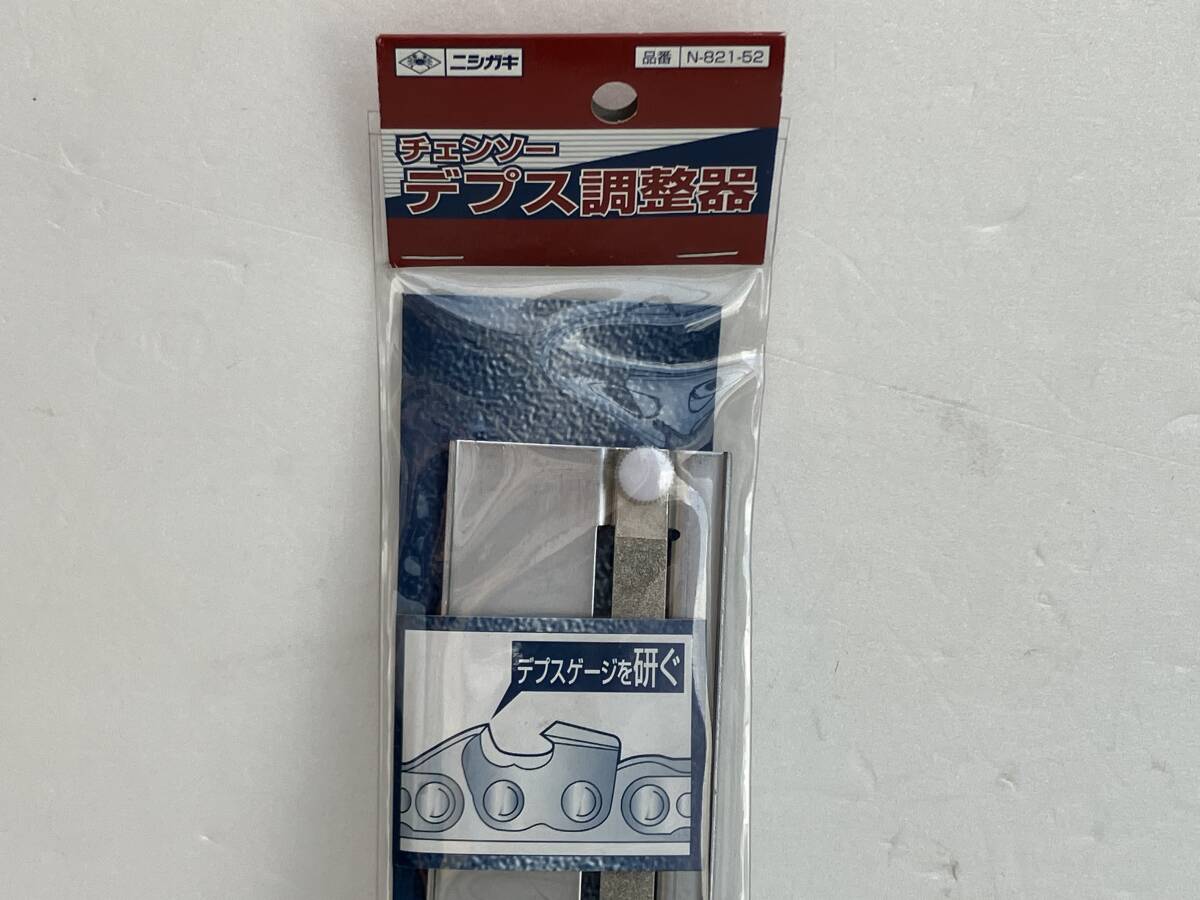 ニシガキ
品番 N-821-52
チェンソー
デプス調整器
デプスゲージを研ぐ